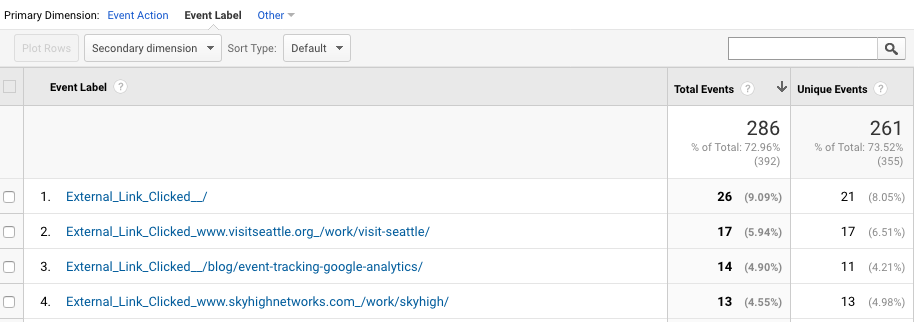 Primary Dimension: Event Action Event Label Other
Plot Rows Secondary dimension Sort Type: Default
Event Label ? Total Events ? Unique Events ?
286 261
% of Total: 72.96% % of Total: 73.52%
(392) (355)
1. External_Link_Clicked__/ 26 (9.09%) 21 (8.05%)
2. External_Link_Clicked_www.visitseattle.org_/work/visit-seattle/ 17 (5.94%) 17 (6.51%)
3. External_Link_Clicked__/blog/event-tracking-google-analytics/ 14 (4.90%) 11 (4.21%)
4. External_Link_Clicked_www.skyhighnetworks.com_/work/skyhigh/ 13 (4.55%) 13 (4.98%)